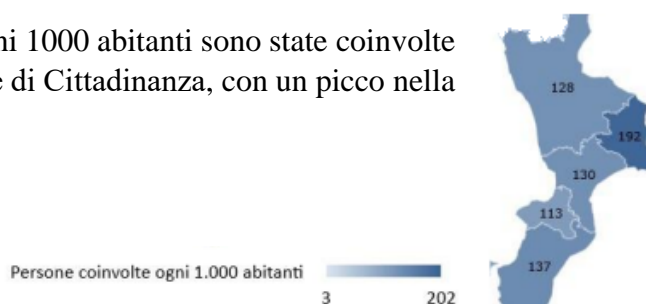 ni 1000 abitanti sono state coinvolte
e di Cittadinanza, con un picco nella
128
192
130
113
137
Persone coinvolte ogni 1.000 abitanti
3 202